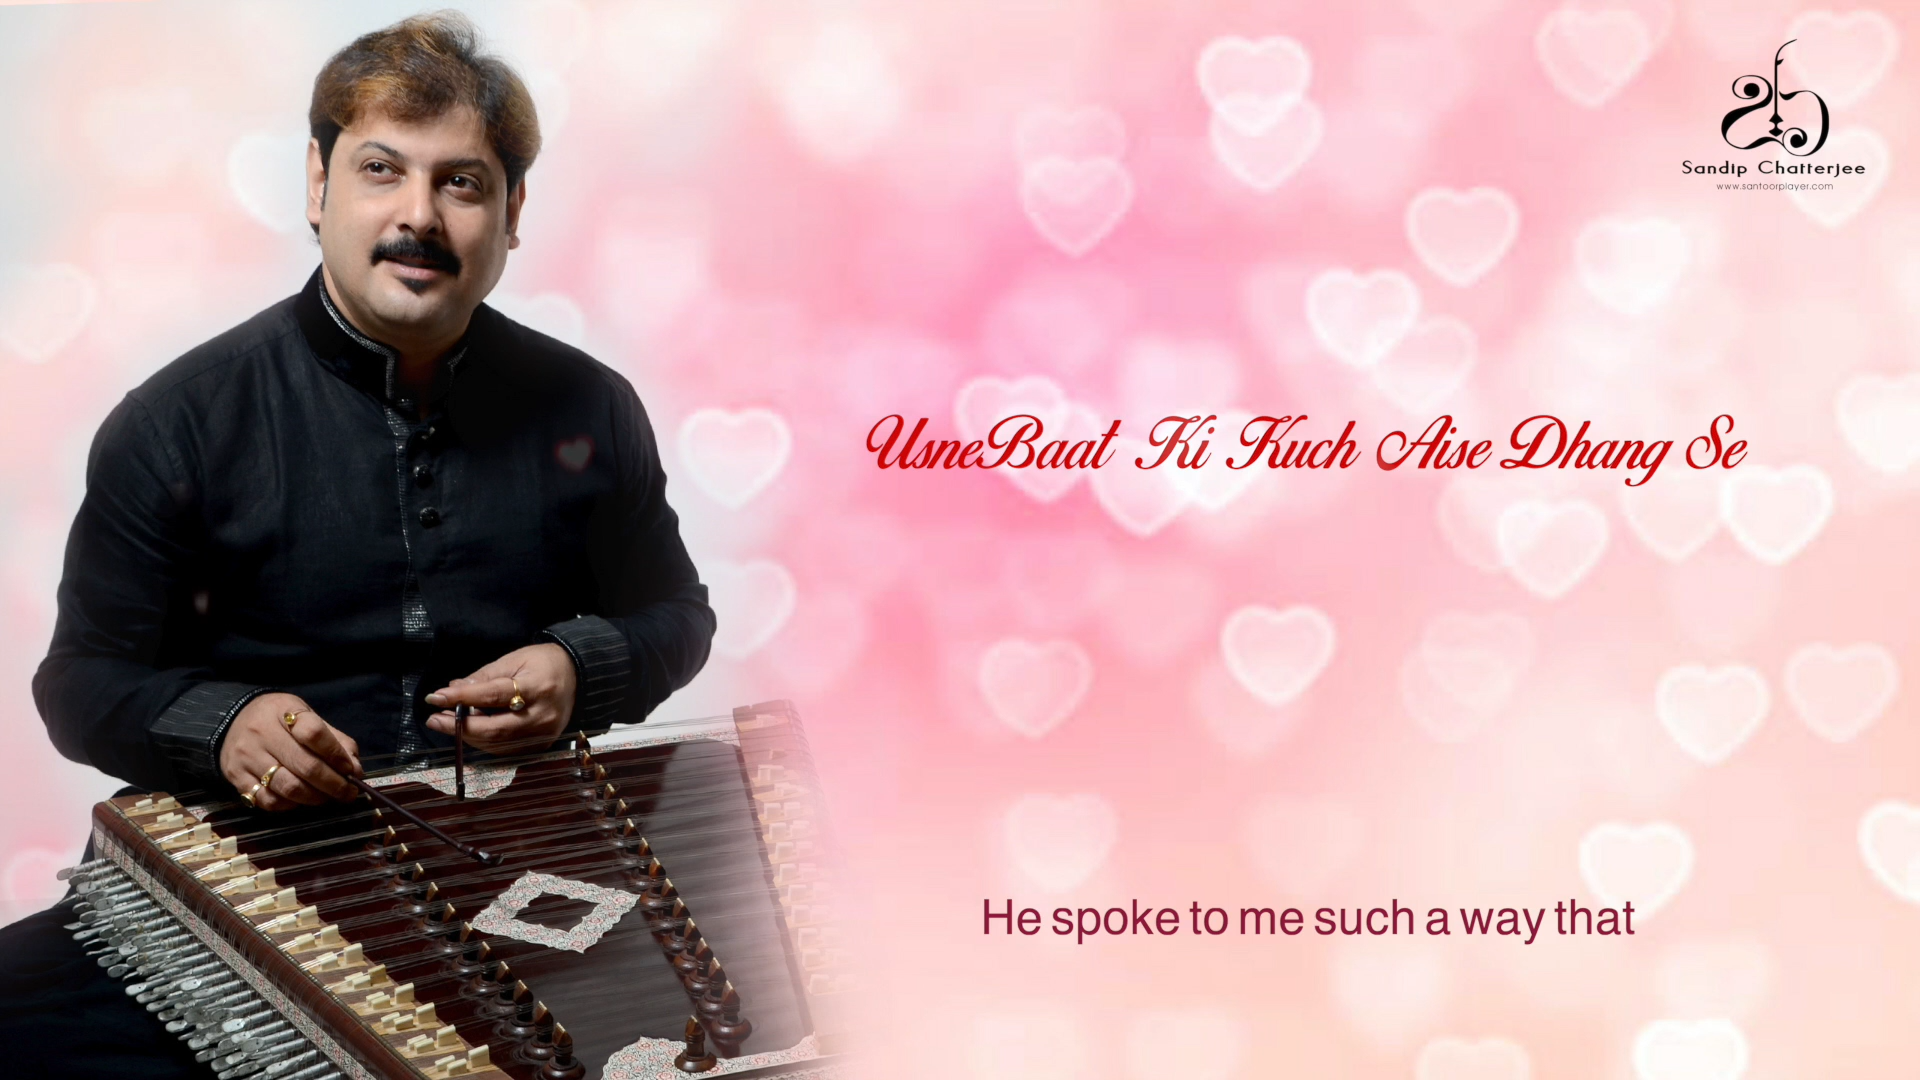 Sandip Chatterjee
www.santoorplayer.com
UsneBaat Ki Kuch Aise Dhang Se
He spoke to me such a way that